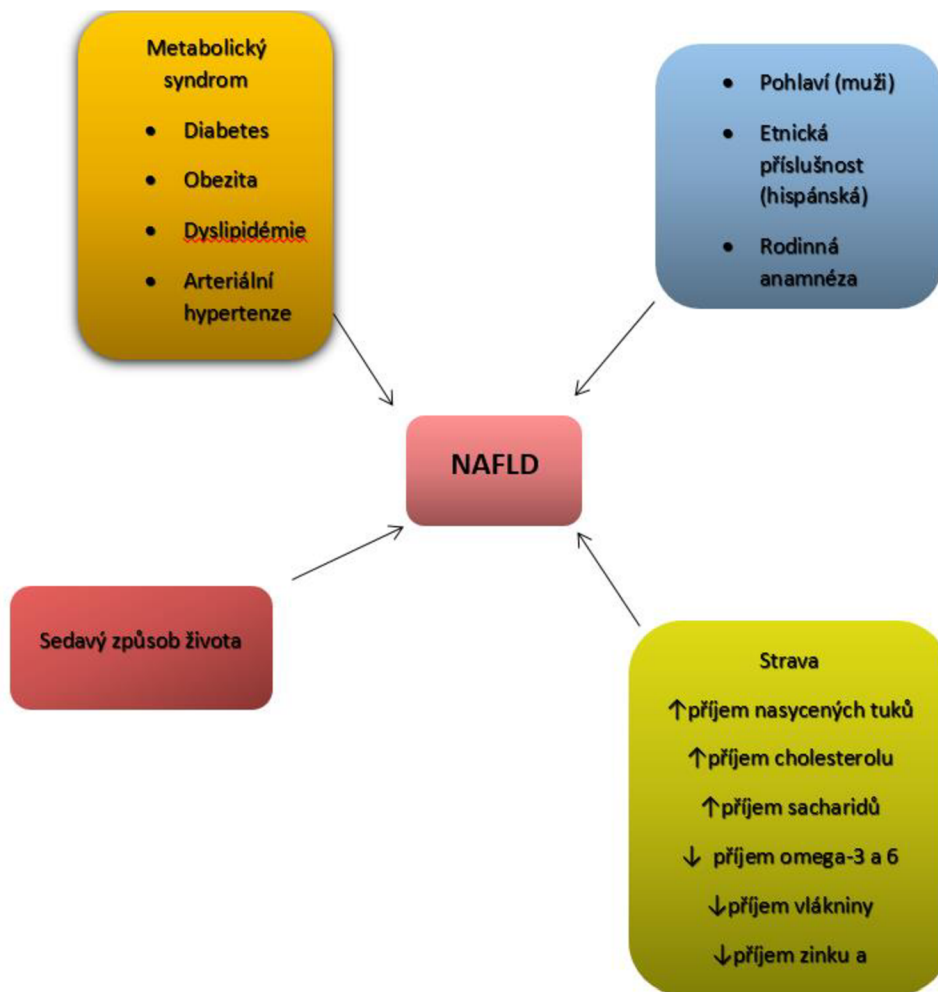 Metabolický
syndrom
• Diabetes
• Obezita
• Dyslipidémie
• Arteriální
hypertenze
• Pohlaví (muži)
• Etnická
příslušnost
(hispánská)
• Rodinná
anamnéza
NAFLD
Sedavý způsob života
Strava
↑příjem nasycených tuků
↑příjem cholesterolu
↑příjem sacharidů
↓ příjem omega-3 a 6
↓příjem vlákniny
↓příjem zinku a